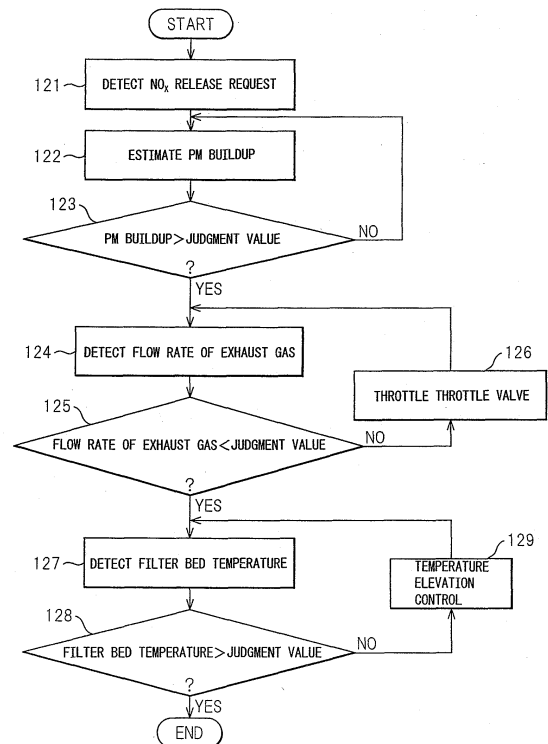 START
121
DETECT NOX RELEASE REQUEST
122
ESTIMATE PM BUILDUP
123
PM BUILDUP>JUDGMENT VALUE
?
NO
YES
124
DETECT FLOW RATE OF EXHAUST GAS
126
THROTTLE THROTTLE VALVE
125
FLOW RATE OF EXHAUST GAS<JUDGMENT VALUE
?
NO
YES
127
DETECT FILTER BED TEMPERATURE
129
TEMPERATURE
ELEVATION
CONTROL
128
FILTER BED TEMPERATURE>JUDGMENT VALUE
?
NO
YES
END